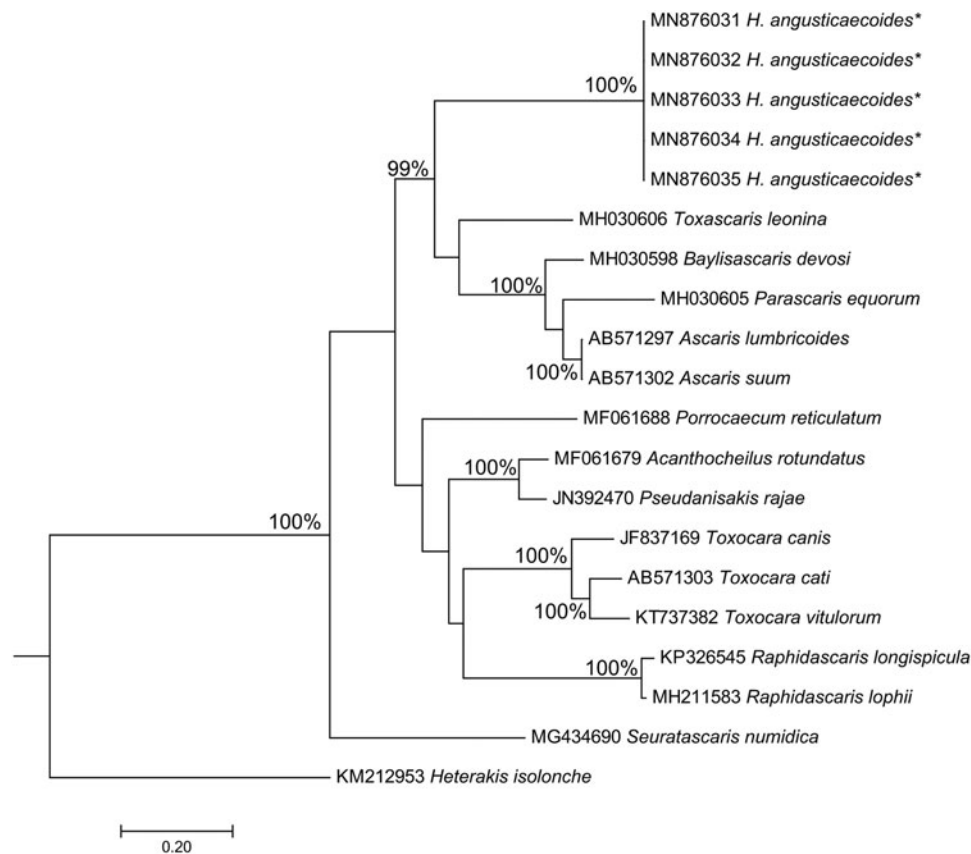 MN876031 H. angusticaecoides*
MN876032 H. angusticaecoides*
100%
MN876033 H. angusticaecoides*
MN876034 H. angusticaecoides*
99%
MN876035 H. angusticaecoides*
MH030606 Toxascaris leonina
MH030598 Baylisascaris devosi
100%
MH030605 Parascaris equorum
AB571297 Ascaris lumbricoides
100%
AB571302 Ascaris suum
MF061688 Porrocaecum reticulatum
MF061679 Acanthocheilus rotundatus
100%
JN392470 Pseudanisakis rajae
100%
JF837169 Toxocara canis
100%
AB571303 Toxocara cati
100%
KT737382 Toxocara vitulorum
KP326545 Raphidascaris longispicula
100%
MH211583 Raphidascaris lophii
MG434690 Seuratascaris numidica
KM212953 Heterakis isolonche
0.20